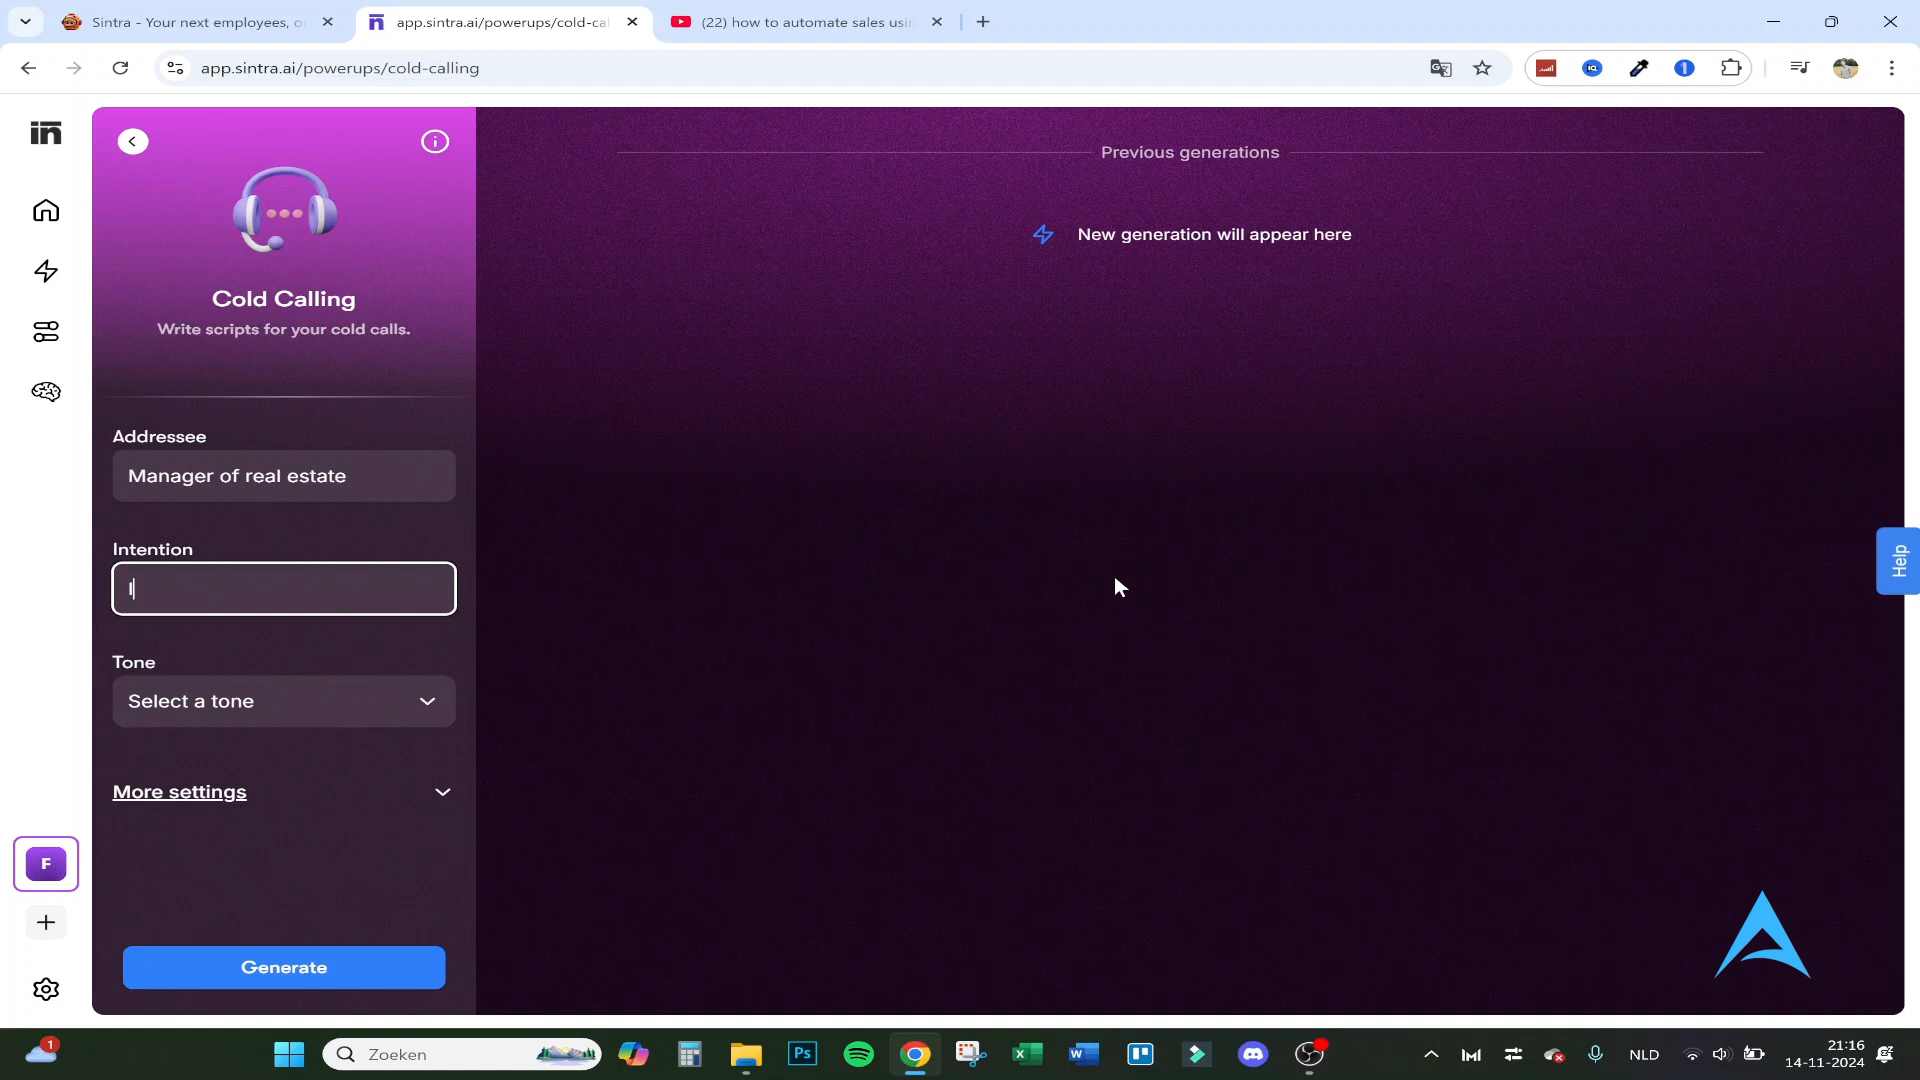 Sintra - Your next employees, o
app.sintra.ai/powerups/cold-cal
(22) how to automate sales usin
app.sintra.ai/powerups/cold-calling
in
Previous generations
New generation will appear here
Cold Calling
Write scripts for your cold calls.
Addressee
Manager of real estate
Intention
I
Tone
Select a tone
More settings
Help
F
Generate
1
Zoeken
Ps
NLD
21:16
14-11-2024